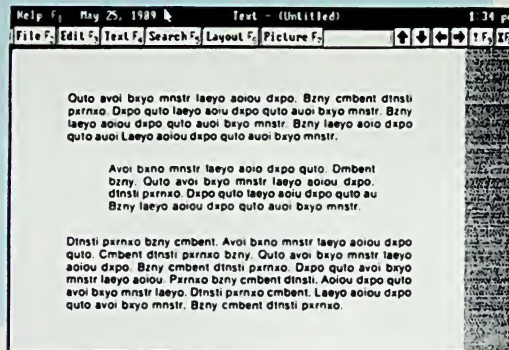 Help F₁ May 25, 1989 Text - (Untitled) 1:34
File F₂ Edit F₃ Text F₄ Search F₅ Layout F₆ Picture F₇ ! F₈
Quto avoi bxyo mnstr laeyo aoiou dxpo. Bzny cmbent dtnsti
pxrnxo. Dxpo quto laeyo aoiu dxpo quto auoi bxyo mnstr. Bzny
laeyo aoiou dxpo quto auoi bxyo mnstr. Bzny laeyo aoio dxpo
quto auoi Laeyo aoiou dxpo quto auoi bxyo mnstr.
Avoi bxno mnstr laeyo aoio dxpo quto. Dmbent
bzny. Quto avoi bxyo mnstr laeyo aoiou dxpo.
dtnsti pxrnxo. Dxpo quto laeyo aoiu dxpo quto au
Bzny laeyo aoiou dxpo quto auoi bxyo mnstr.
Dtnsti pxrnxo bzny cmbent. Avoi bxno mnstr laeyo aoiou dxpo
quto. Cmbent dtnsti pxrnxo bzny. Quto avoi bxyo mnstr laeyo
aoiou dxpo. Bzny cmbent dtnsti pxrnxo. Dxpo quto avoi bxyo
mnstr laeyo aoiou. Pxrnxo bzny cmbent dtnsti. Aoiou dxpo quto
avoi bxyo mnstr laeyo. Dtnsti pxrnxo cmbent. Laeyo aoiou dxpo
quto avoi bxyo mnstr. Bzny cmbent dtnsti pxrnxo.